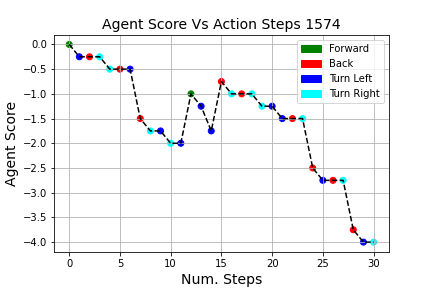 Agent Score Vs Action Steps 1574
Agent Score
0.0
−0.5
−1.0
−1.5
−2.0
−2.5
−3.0
−3.5
−4.0
Forward
Back
Turn Left
Turn Right
0 5 10 15 20 25 30
Num. Steps